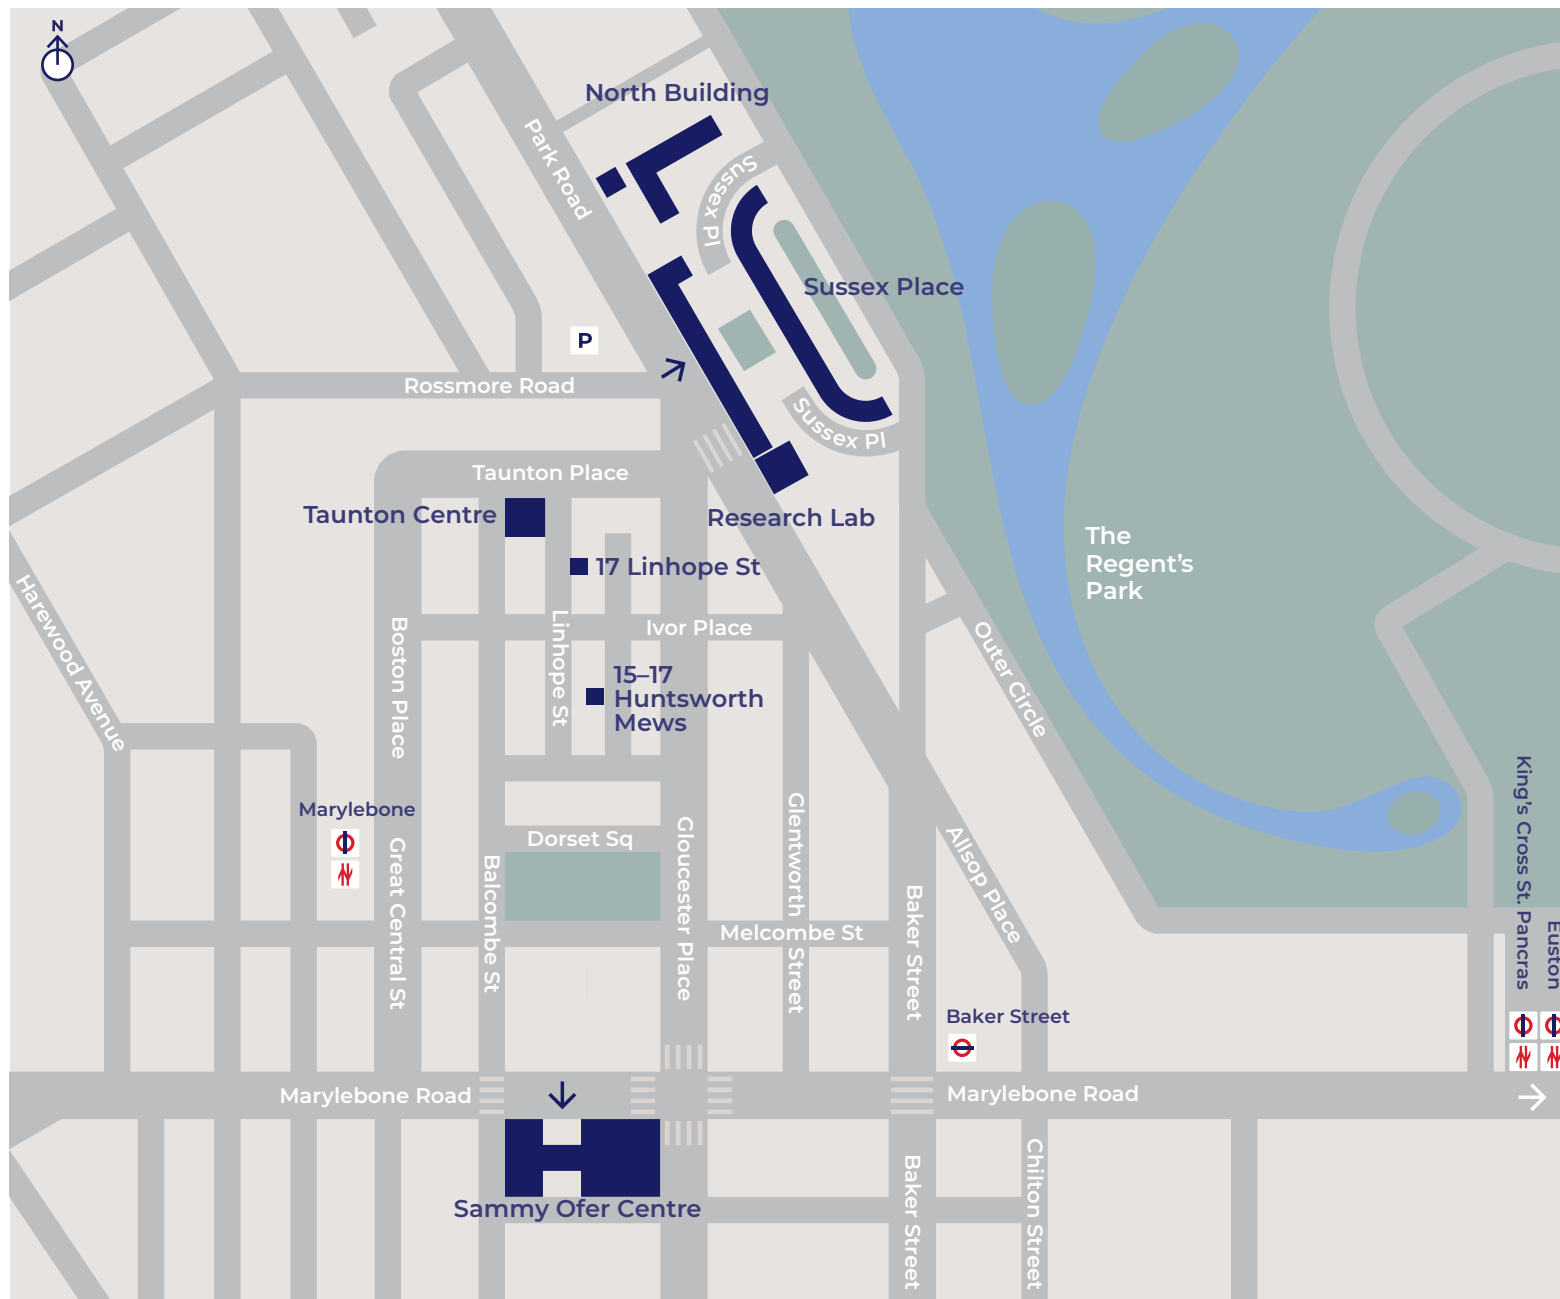 N
North Building
Park Road
Sussex Pl
Sussex Place
P
Rossmore Road
Sussex Pl
Taunton Place
Taunton Centre
Research Lab
The
Regent’s
Park
17 Linhope St
Harewood Avenue
Boston Place
Linhope St
Ivor Place
Outer Circle
15–17
Huntsworth
Mews
Marylebone
King’s Cross St. Pancras
Euston
Dorset Sq
Great Central St
Balcombe St
Gloucester Place
Glentworth Street
Allsop Place
Baker Street
Melcombe St
Baker Street
Marylebone Road
Marylebone Road
Sammy Ofer Centre
Baker Street
Chilton Street